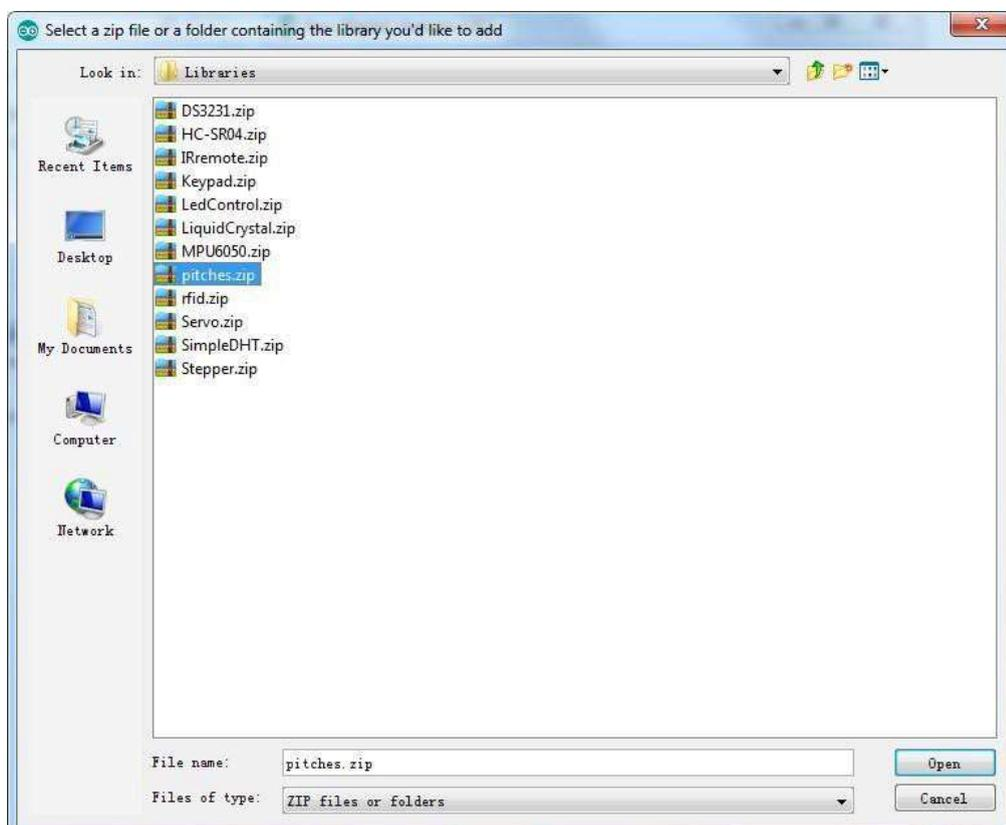 Select a zip file or a folder containing the library you'd like to add
Look in: Libraries
DS3231.zip
HC-SR04.zip
IRremote.zip
Keypad.zip
LedControl.zip
LiquidCrystal.zip
MPU6050.zip
pitches.zip
rfid.zip
Servo.zip
SimpleDHT.zip
Stepper.zip
Recent Items
Desktop
My Documents
Computer
Network
File name: pitches.zip Open
Files of type: ZIP files or folders Cancel